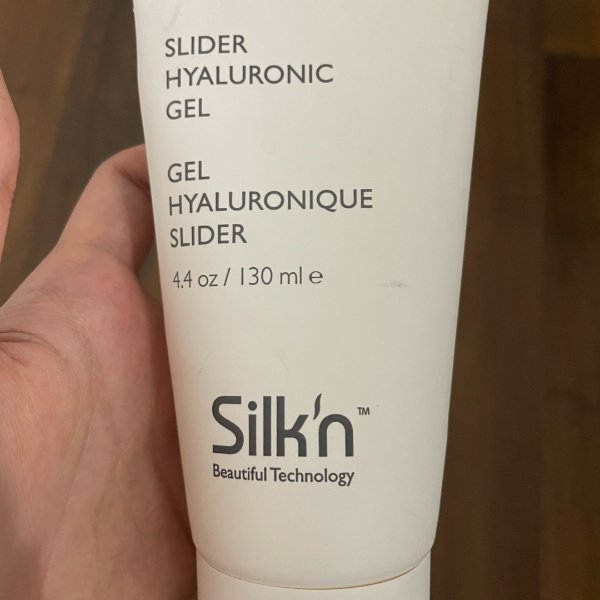 SLIDER
HYALURONIC
GEL
GEL
HYALURONIQUE
SLIDER
4.4 oz / 130 ml ℮
Silk'n™
Beautiful Technology